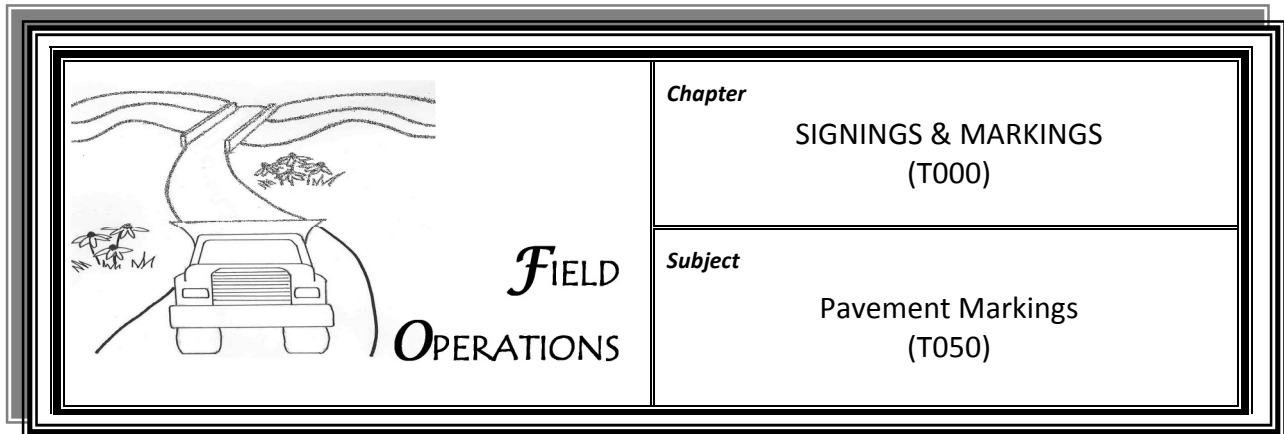 FIELD
OPERATIONS
Chapter
SIGNINGS & MARKINGS
(T000)
Subject
Pavement Markings
(T050)